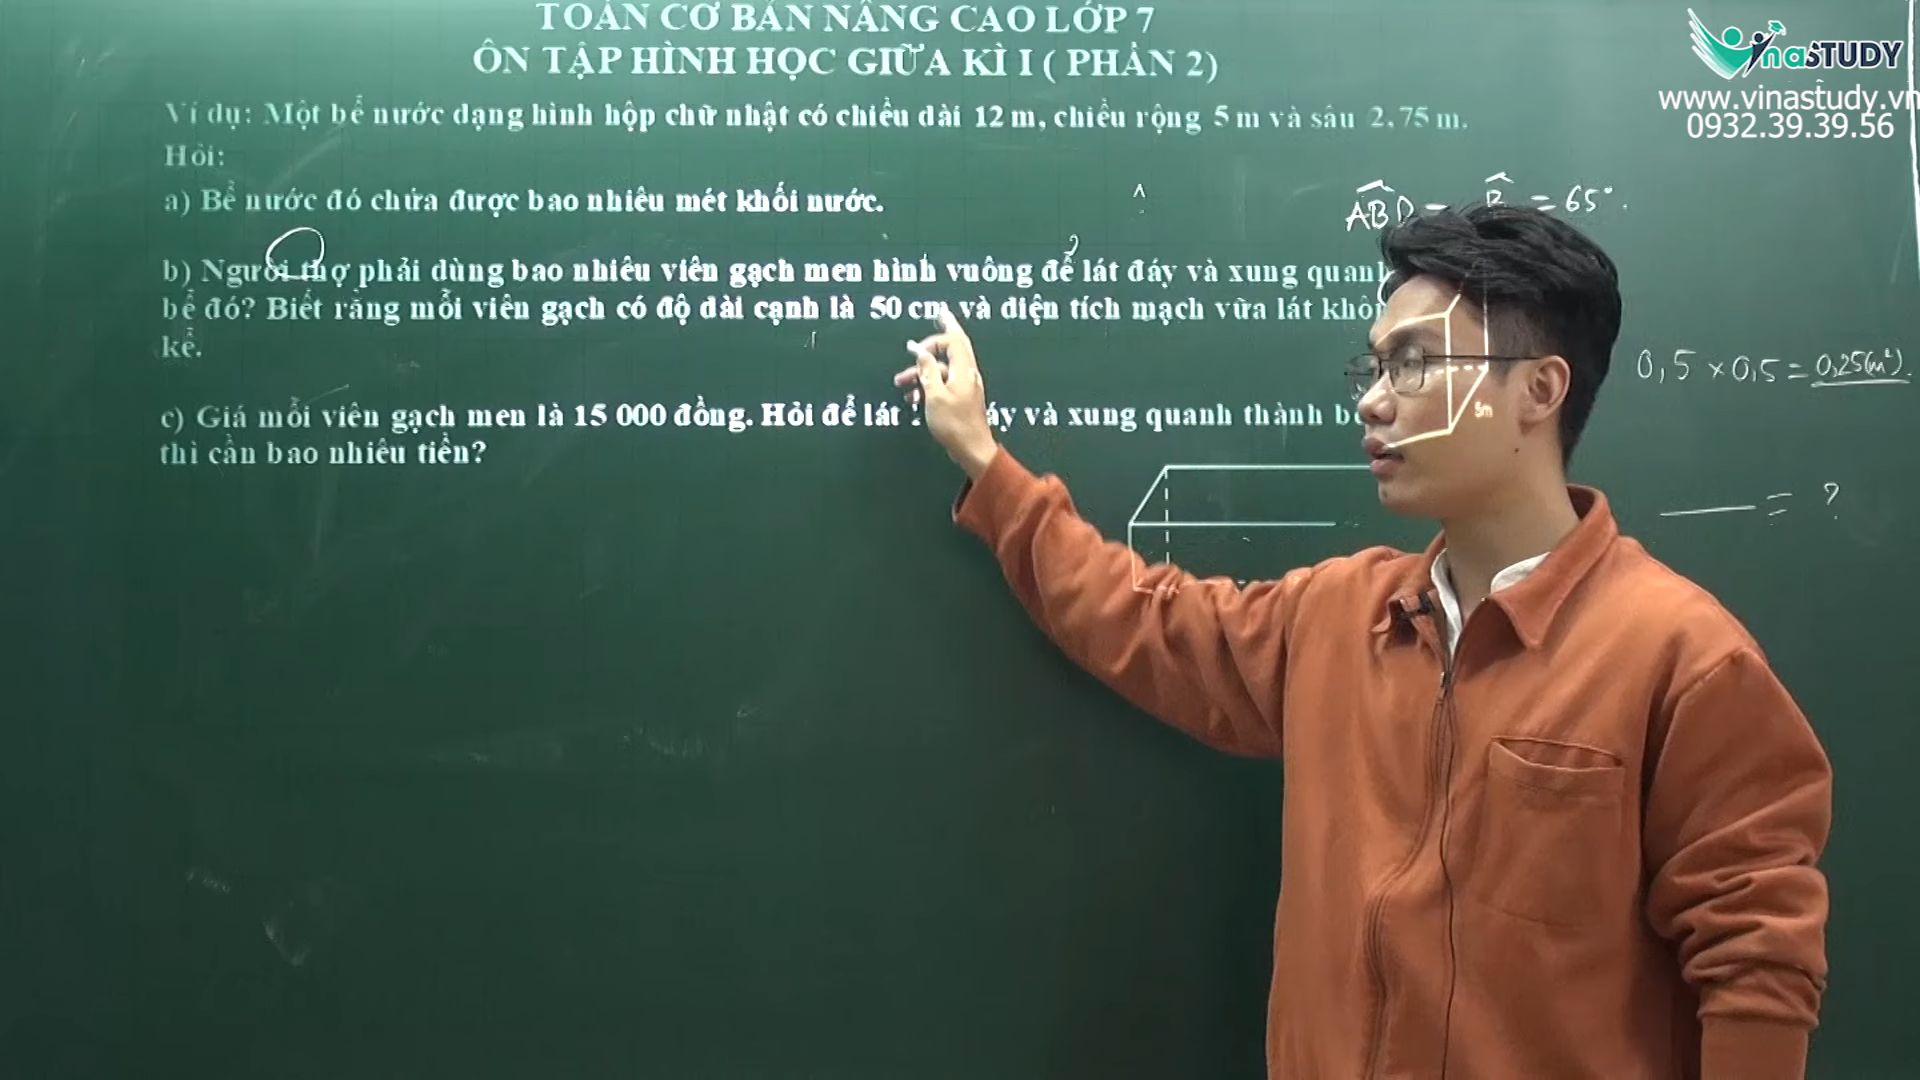 TOÁN CƠ BẢN NÂNG CAO LỚP 7
ÔN TẬP HÌNH HỌC GIỮA KÌ I ( PHẦN 2)
Ví dụ: Một bể nước dạng hình hộp chữ nhật có chiều dài 12 m, chiều rộng 5 m và sâu 2,75 m.
Hỏi:
a) Bể nước đó chứa được bao nhiêu mét khối nước.
b) Người thợ phải dùng bao nhiêu viên gạch men hình vuông để lát đáy và xung quanh
bể đó? Biết rằng mỗi viên gạch có độ dài cạnh là 50 cm và diện tích mạch vữa lát
kể.
c) Giá mỗi viên gạch men là 15 000 đồng. Hỏi để lát và xung quanh thành
thì cần bao nhiêu tiền?
VinaSTUDY
www.vinastudy.vn
0932.39.39.56
ABD = 65°.
0,5 × 0,5 = 0,25(m²).
5m
= ?